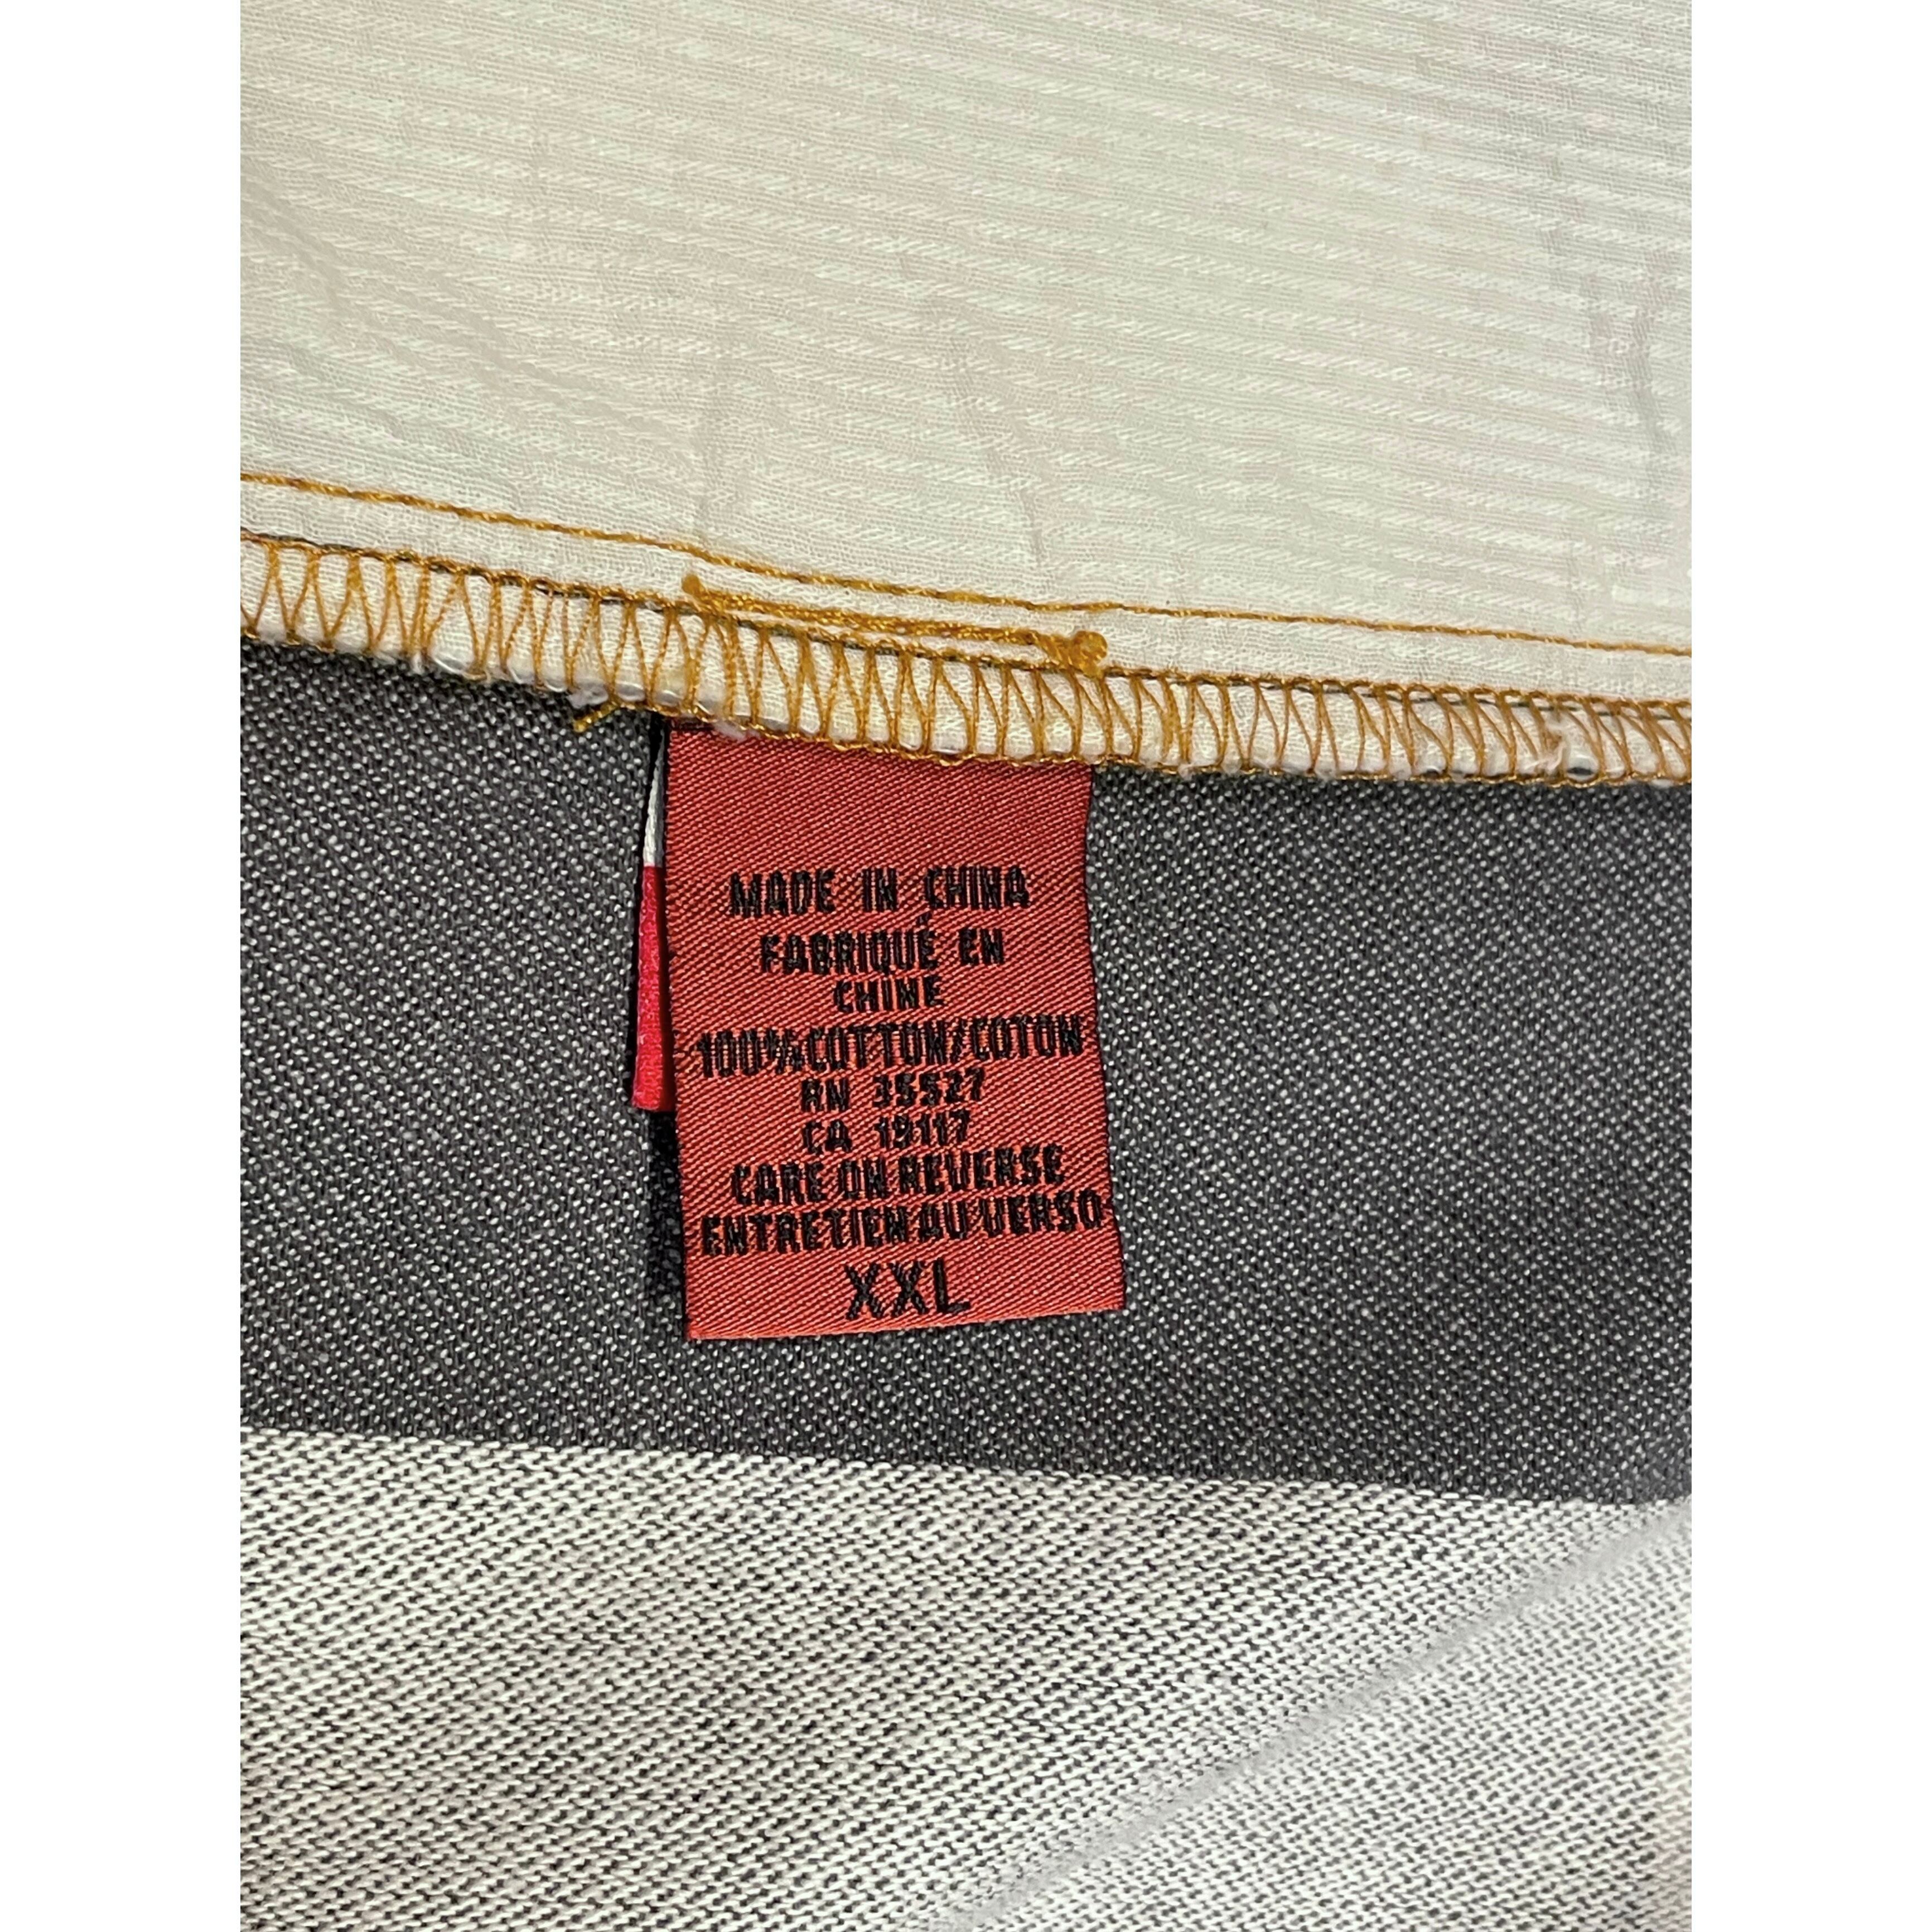 MADE IN CHINA
FABRIQUÉ EN
CHINE
100%COTTON/COTON
RN 35527
CA 19117
CARE ON REVERSE
ENTRETIEN AU VERSO
XXL